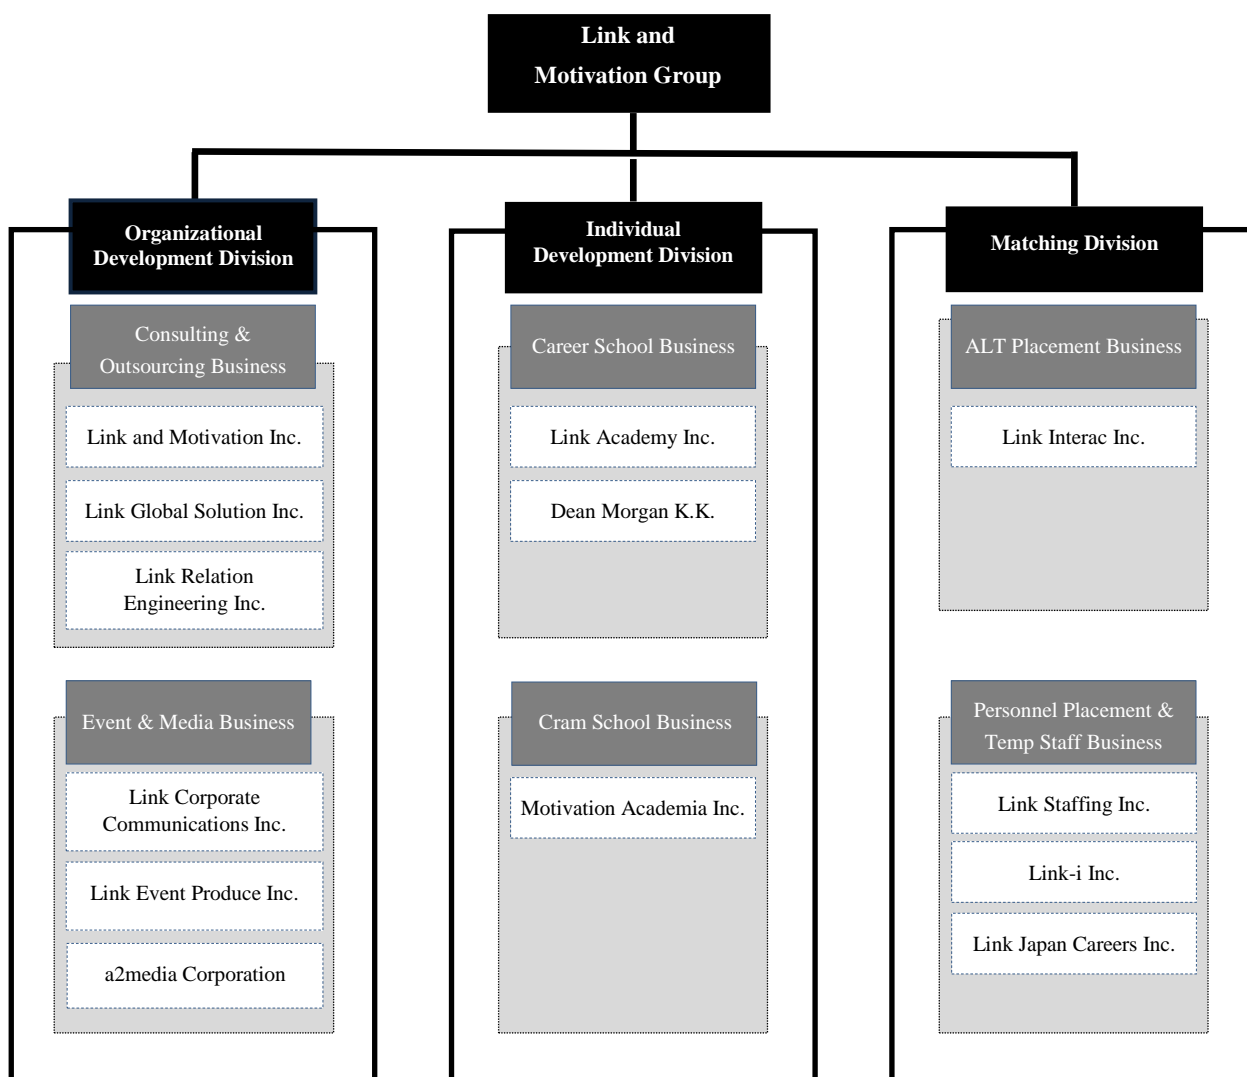 Link and
Motivation Group
Organizational
Development Division
Consulting &
Outsourcing Business
Link and Motivation Inc.
Link Global Solution Inc.
Link Relation
Engineering Inc.
Event & Media Business
Link Corporate
Communications Inc.
Link Event Produce Inc.
a2media Corporation
Individual
Development Division
Career School Business
Link Academy Inc.
Dean Morgan K.K.
Cram School Business
Motivation Academia Inc.
Matching Division
ALT Placement Business
Link Interac Inc.
Personnel Placement &
Temp Staff Business
Link Staffing Inc.
Link-i Inc.
Link Japan Careers Inc.